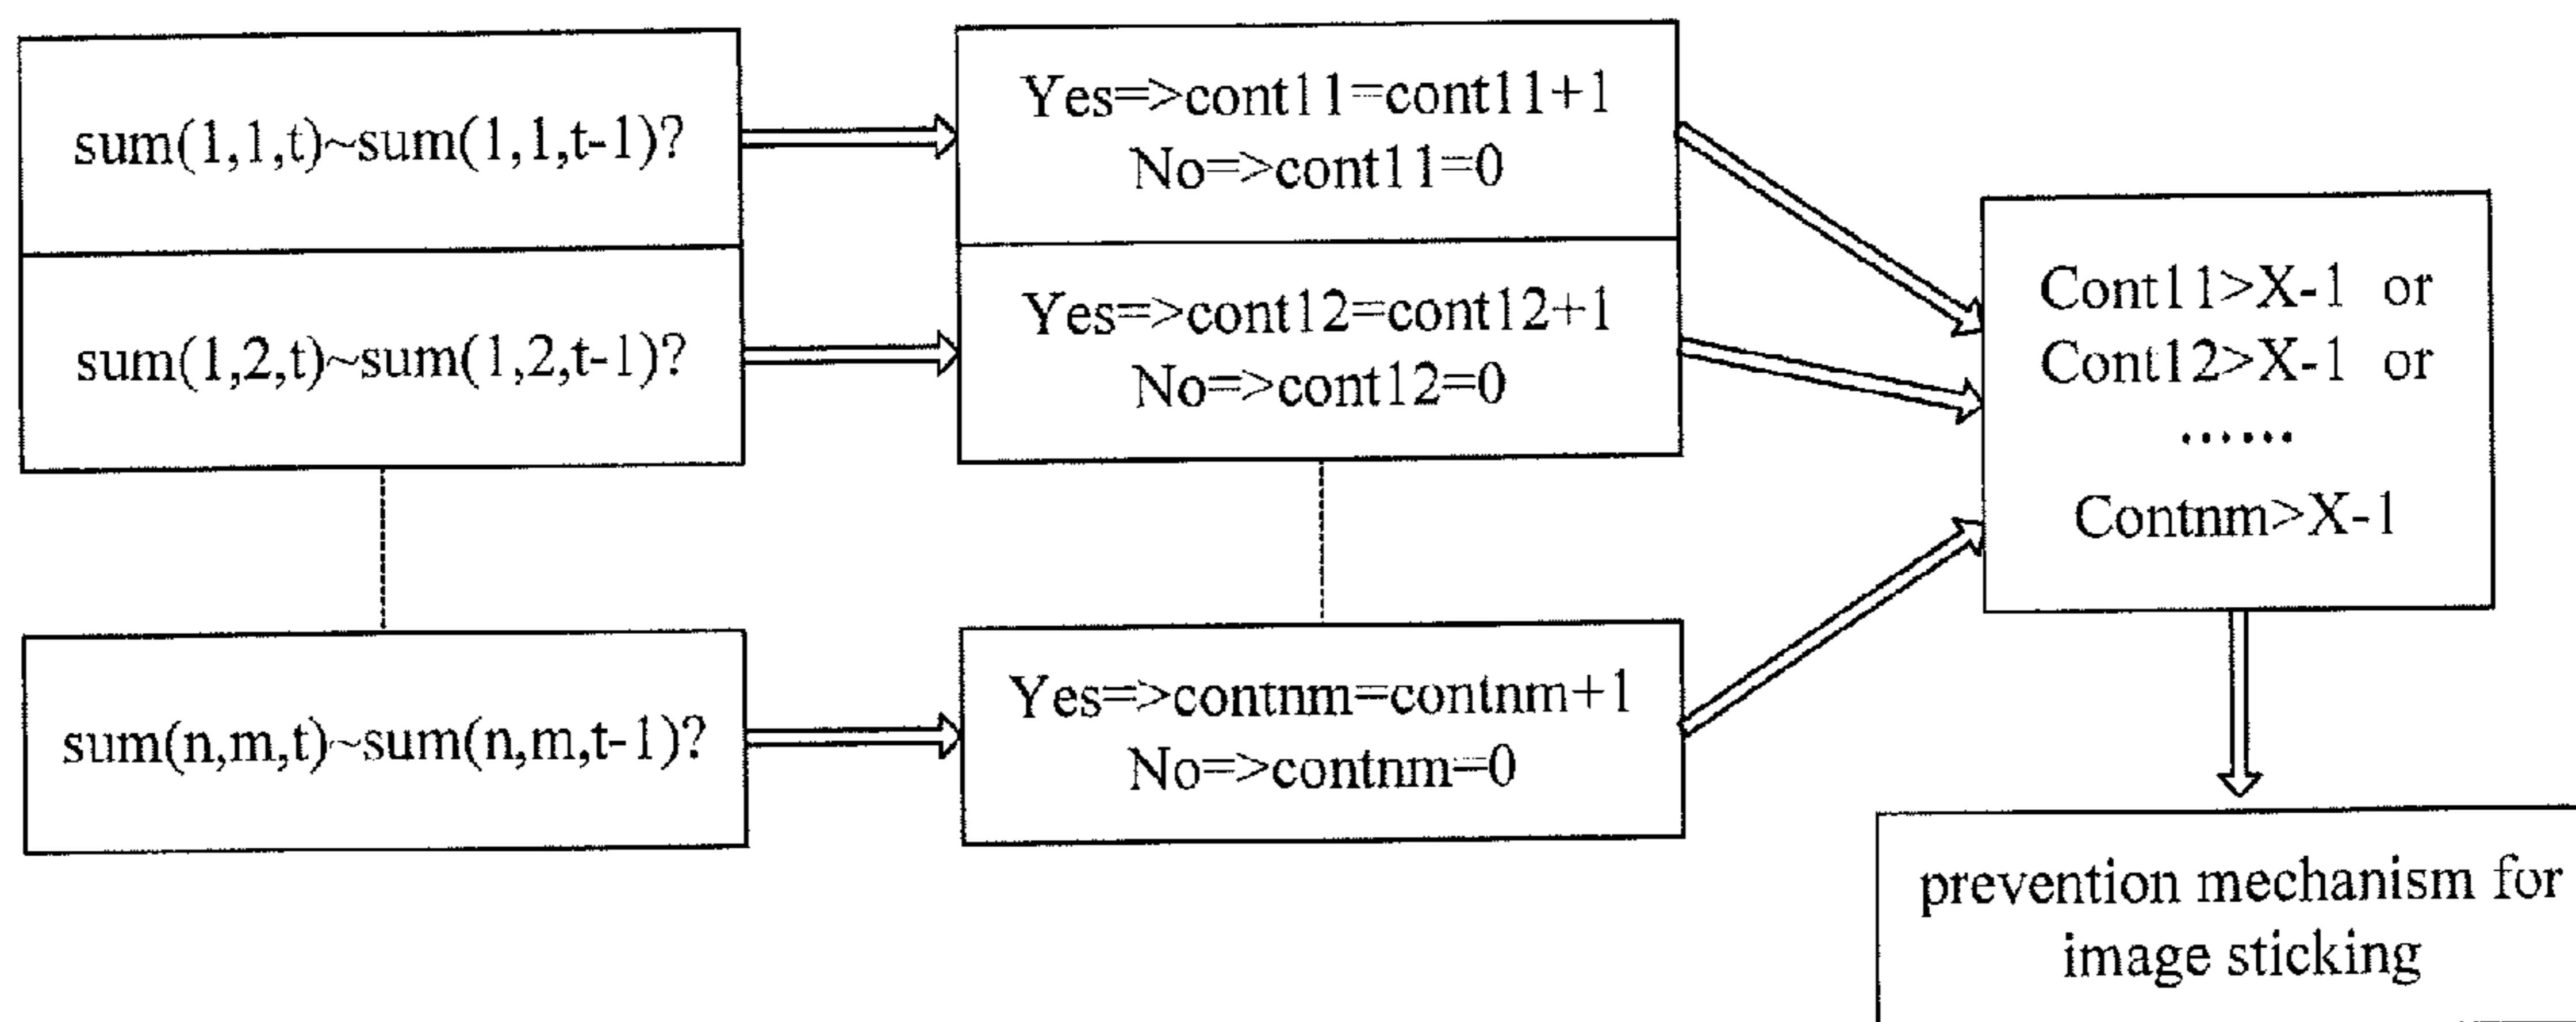 sum(1,1,t)~sum(1,1,t-1)?
Yes=>cont11=cont11+1
No=>cont11=0
sum(1,2,t)~sum(1,2,t-1)?
Yes=>cont12=cont12+1
No=>cont12=0
sum(n,m,t)~sum(n,m,t-1)?
Yes=>contnm=contnm+1
No=>contnm=0
Cont11>X-1 or
Cont12>X-1 or
......
Contnm>X-1
prevention mechanism for
image sticking